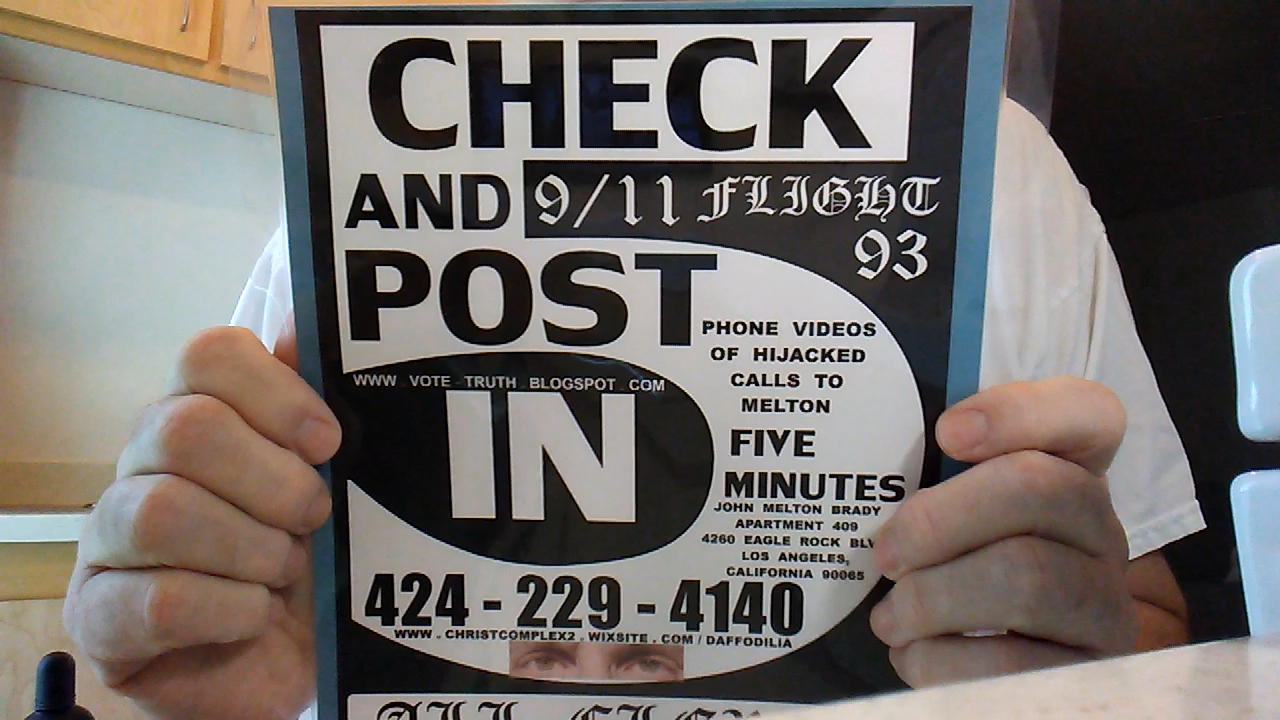 CHECK
AND 9/11 FLIGHT
93
POST
PHONE VIDEOS
OF HIJACKED
CALLS TO
MELTON
WWW . VOTE - TRUTH . BLOGSPOT . COM
IN
FIVE
MINUTES
JOHN MELTON BRADY
APARTMENT 409
4260 EAGLE ROCK BLV
LOS ANGELES,
CALIFORNIA 90065
424 - 229 - 4140
WWW . CHRISTCOMPLEX2 . WIXSITE . COM / DAFFODILIA
ALL